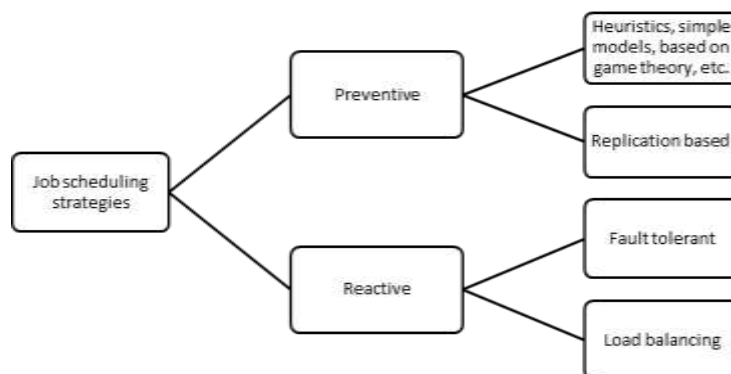 Heuristics, simple
models, based on
game theory, etc.
Preventive
Replication based
Job scheduling
strategies
Fault tolerant
Reactive
Load balancing